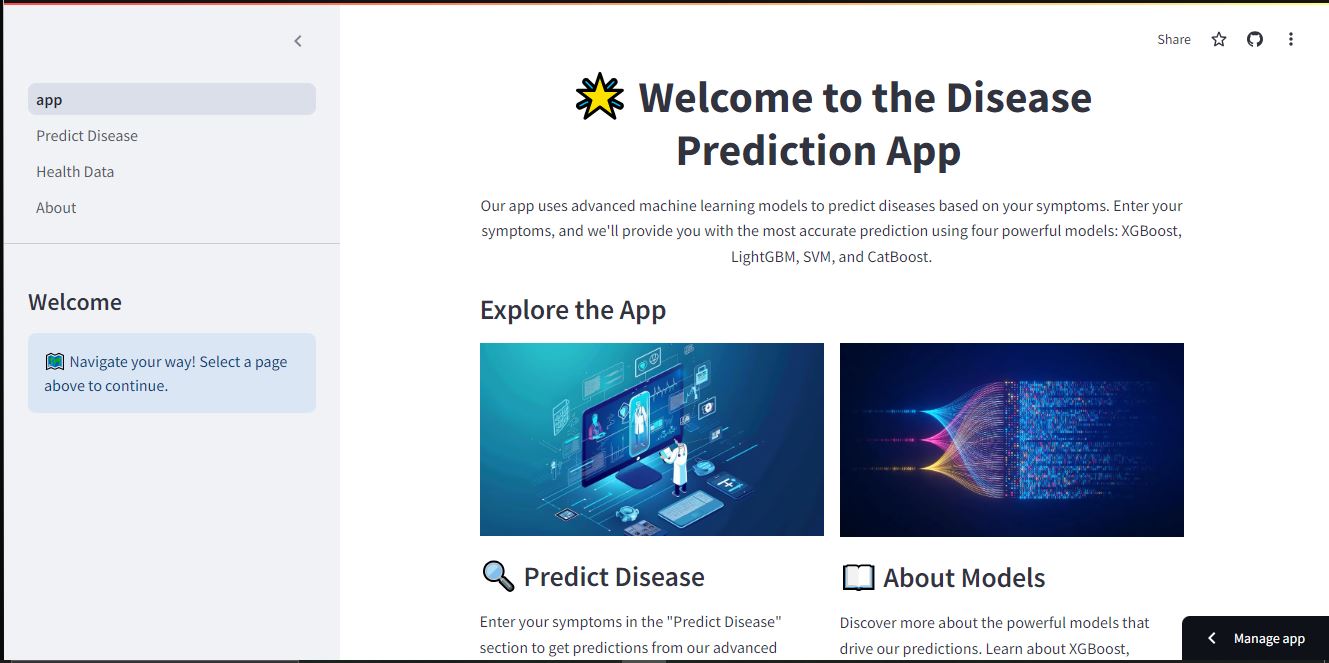 Share
app
Predict Disease
Health Data
About
Welcome
Navigate your way! Select a page
above to continue.
Welcome to the Disease
Prediction App
Our app uses advanced machine learning models to predict diseases based on your symptoms. Enter your
symptoms, and we'll provide you with the most accurate prediction using four powerful models: XGBoost,
LightGBM, SVM, and CatBoost.
Explore the App
Predict Disease
Enter your symptoms in the "Predict Disease"
section to get predictions from our advanced
About Models
Discover more about the powerful models that
drive our predictions. Learn about XGBoost,
Manage app